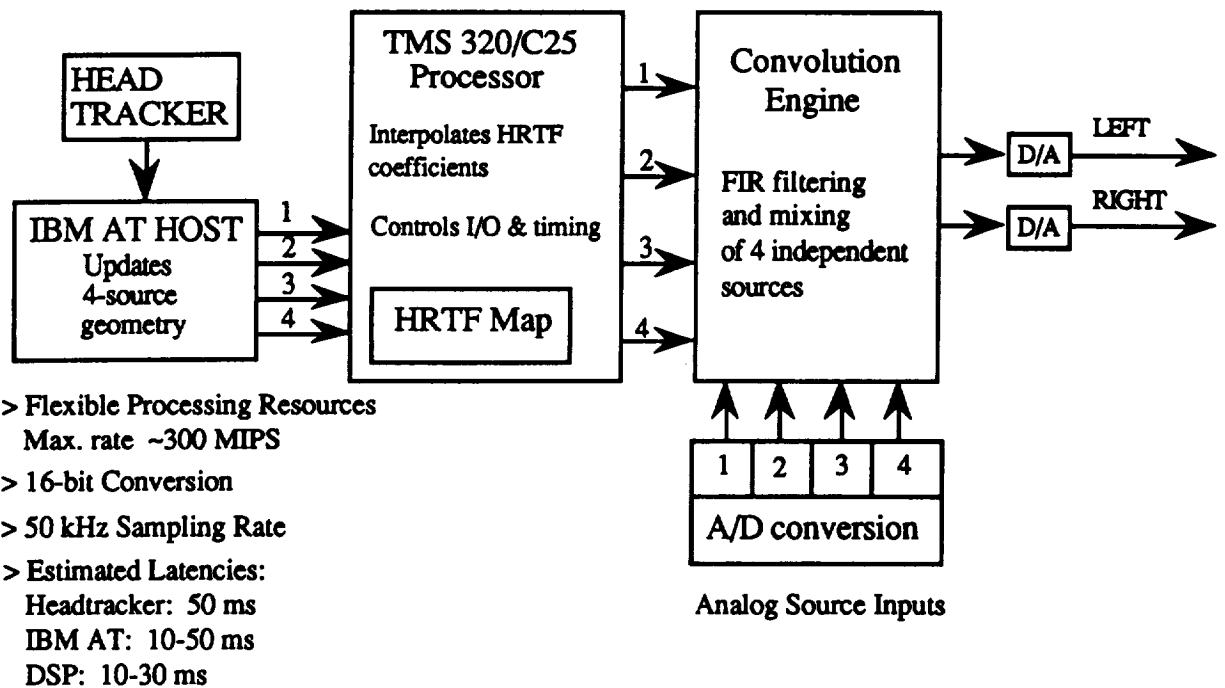 HEAD
TRACKER
IBM AT HOST
Updates
4-source
geometry
1
2
3
4
TMS 320/C25
Processor
Interpolates HRTF
coefficients
Controls I/O & timing
HRTF Map
1
2
3
4
Convolution
Engine
FIR filtering
and mixing
of 4 independent
sources
D/A
LEFT
D/A
RIGHT
1 2 3 4
A/D conversion
Analog Source Inputs
> Flexible Processing Resources
Max. rate ~300 MIPS
> 16-bit Conversion
> 50 kHz Sampling Rate
> Estimated Latencies:
Headtracker: 50 ms
IBM AT: 10-50 ms
DSP: 10-30 ms